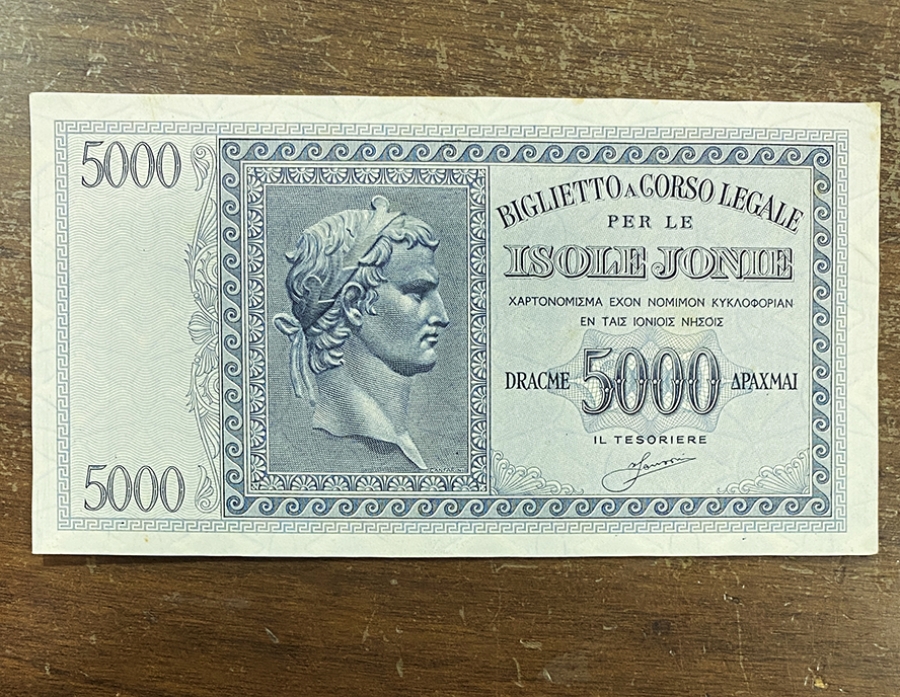 5000
BIGLIETTO A CORSO LEGALE
PER LE
ISOLE JONIE
ΧΑΡΤΟΝΟΜΙΣΜΑ ΕΧΟΝ ΝΟΜΙΜΟΝ ΚΥΚΛΟΦΟΡΙΑΝ
ΕΝ ΤΑΙΣ ΙΟΝΙΟΙΣ ΝΗΣΟΙΣ
DRACME 5000 ΔΡΑΧΜΑΙ
IL TESORIERE
5000